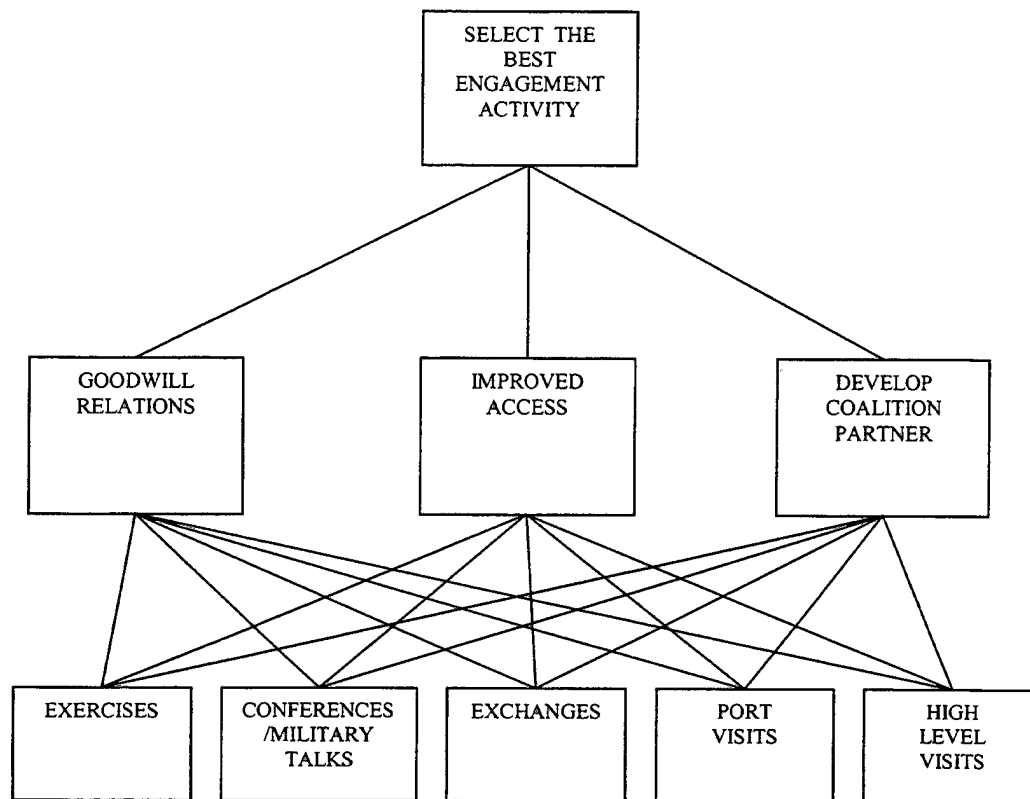 SELECT THE
BEST
ENGAGEMENT
ACTIVITY
GOODWILL
RELATIONS
IMPROVED
ACCESS
DEVELOP
COALITION
PARTNER
EXERCISES
CONFERENCES
/MILITARY
TALKS
EXCHANGES
PORT
VISITS
HIGH
LEVEL
VISITS